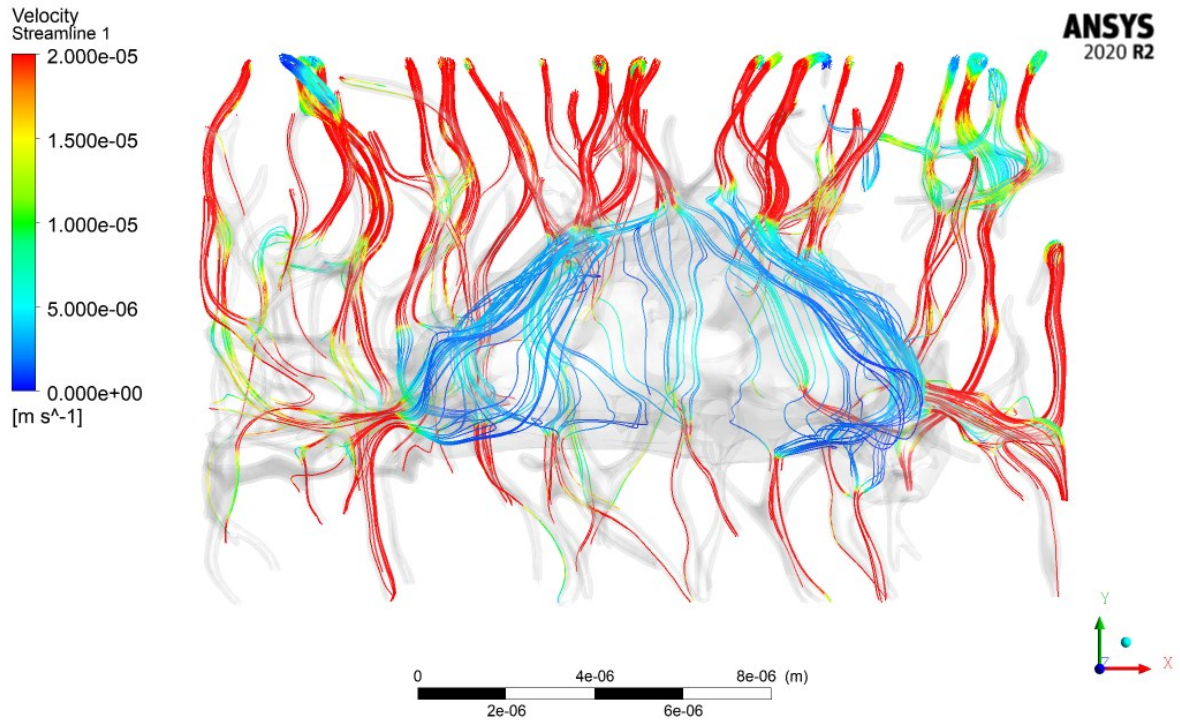 Velocity
Streamline 1
2.000e-05
1.500e-05
1.000e-05
5.000e-06
0.000e+00
[m s^-1]
ANSYS
2020 R2
0 4e-06 8e-06 (m)
2e-06 6e-06
Y
Z X